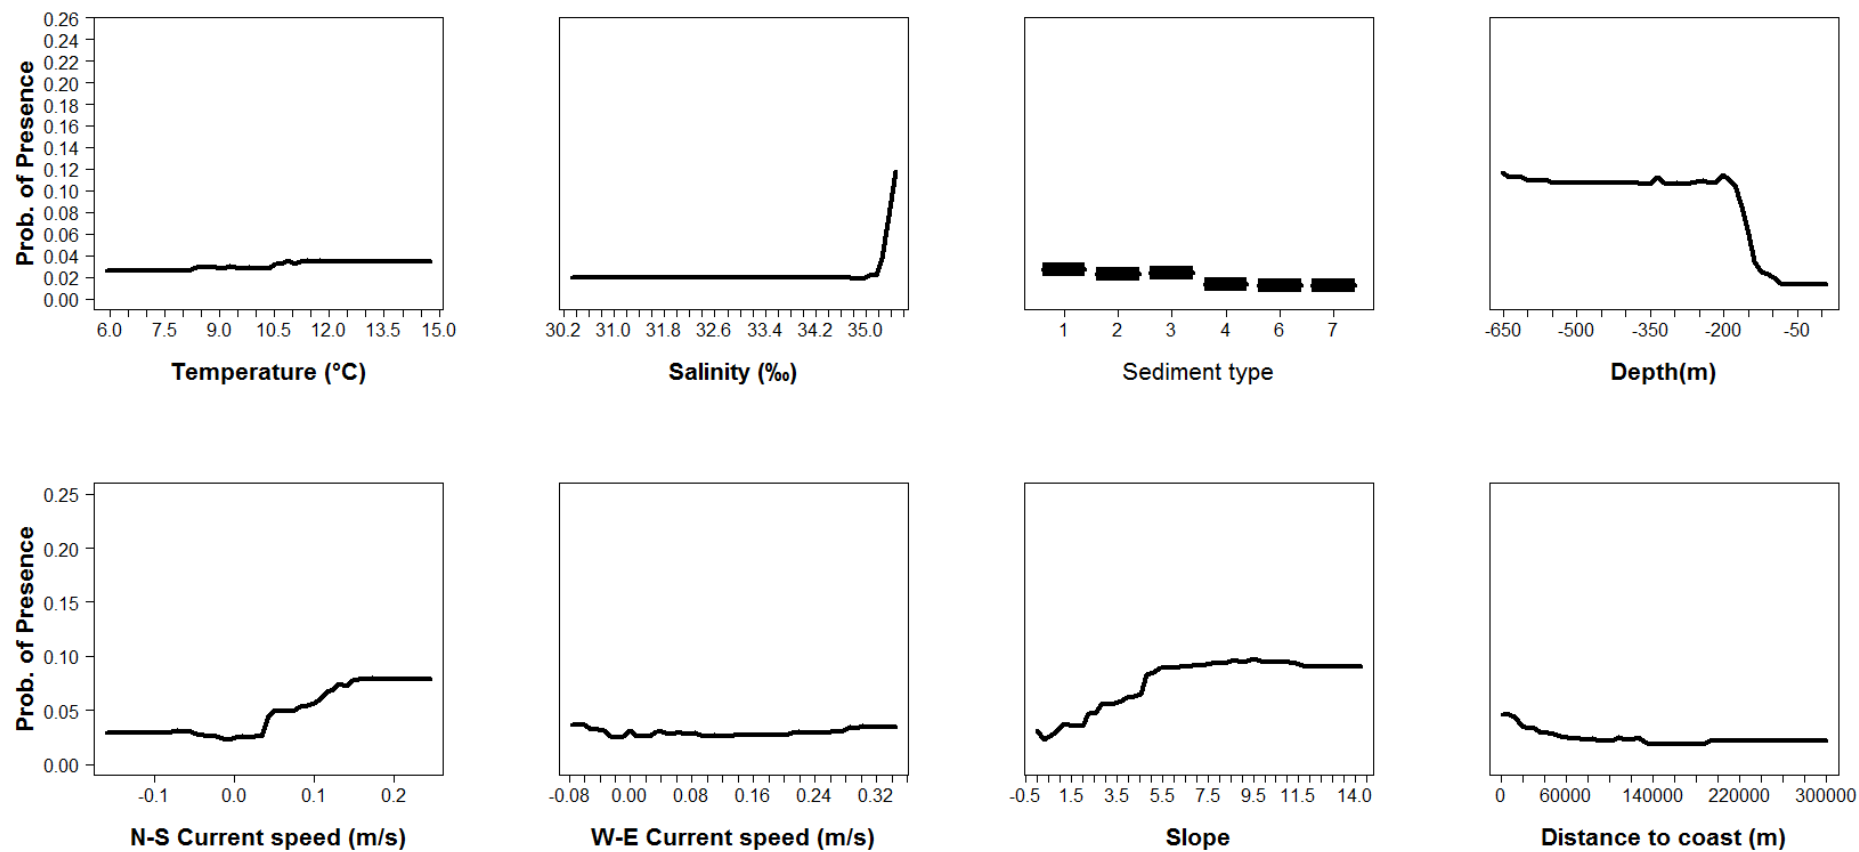 Prob. of Presence
0.26
0.24
0.22
0.20
0.18
0.16
0.14
0.12
0.10
0.08
0.06
0.04
0.02
0.00
6.0 7.5 9.0 10.5 12.0 13.5 15.0
Temperature (°C)
30.2 31.0 31.8 32.6 33.4 34.2 35.0
Salinity (‰)
1 2 3 4 6 7
Sediment type
-650 -500 -350 -200 -50
Depth(m)
Prob. of Presence
0.25
0.20
0.15
0.10
0.05
0.00
-0.1 0.0 0.1 0.2
N-S Current speed (m/s)
-0.08 0.00 0.08 0.16 0.24 0.32
W-E Current speed (m/s)
-0.5 1.5 3.5 5.5 7.5 9.5 11.5 14.0
Slope
0 60000 140000 220000 300000
Distance to coast (m)